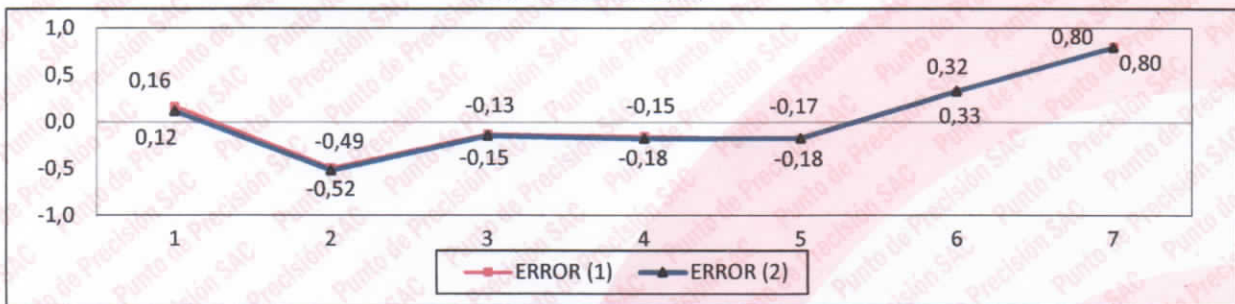 1,0
0,5
0,0
-0,5
-1,0
0,16 -0,49 -0,13 -0,15 -0,17 0,32 0,80
0,12 -0,52 -0,15 -0,18 -0,18 0,33 0,80
1 2 3 4 5 6 7
ERROR (1) ERROR (2)
Punto de Precisión SAC